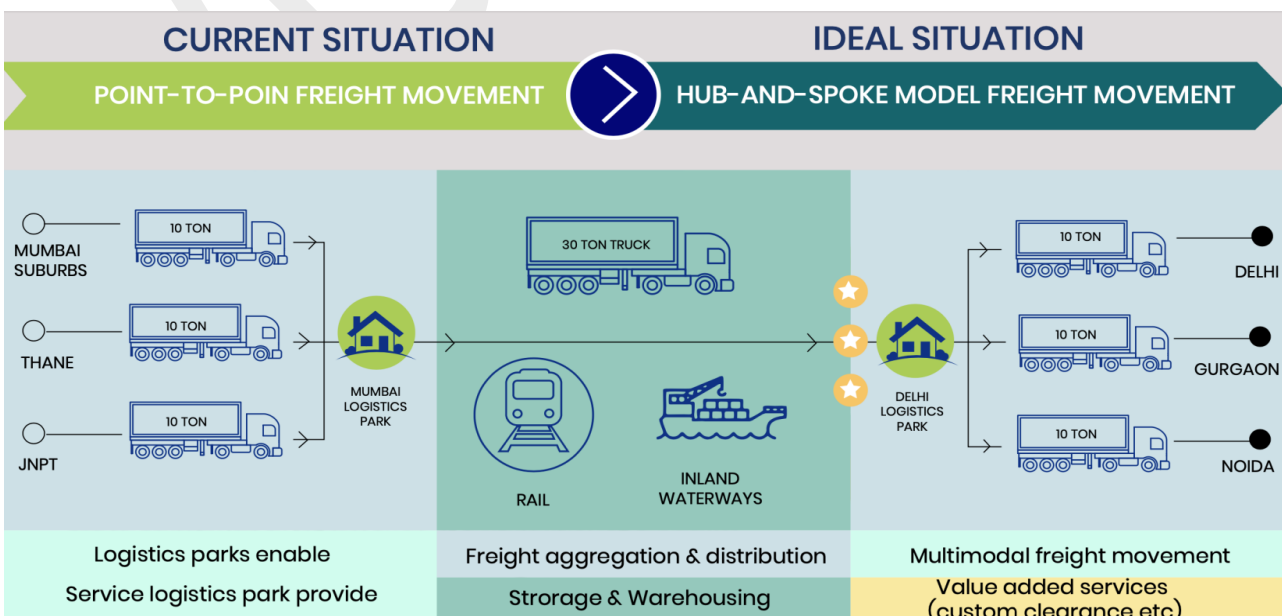 CURRENT SITUATION
IDEAL SITUATION
POINT-TO-POIN FREIGHT MOVEMENT
HUB-AND-SPOKE MODEL FREIGHT MOVEMENT
MUMBAI
SUBURBS
10 TON
THANE
10 TON
JNPT
10 TON
MUMBAI
LOGISTICS
PARK
30 TON TRUCK
RAIL
INLAND
WATERWAYS
DELHI
LOGISTICS
PARK
10 TON
DELHI
10 TON
GURGAON
10 TON
NOIDA
Logistics parks enable
Freight aggregation & distribution
Multimodal freight movement
Service logistics park provide
Strorage & Warehousing
Value added services
(custom clearance etc)